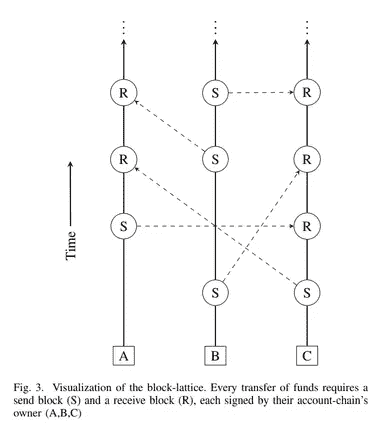 R S R
R S R
S R
S S
Time
A B C
Fig. 3. Visualization of the block-lattice. Every transfer of funds requires a
send block (S) and a receive block (R), each signed by their account-chain's
owner (A,B,C)